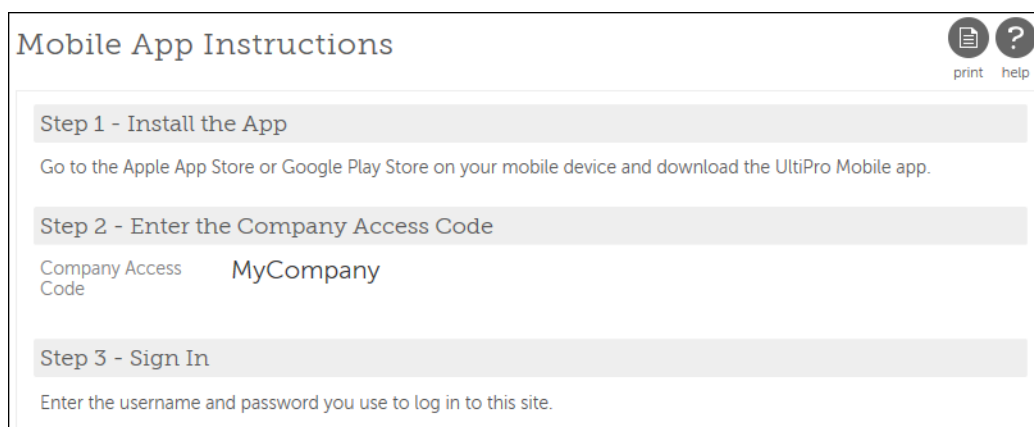 Mobile App Instructions
print help
Step 1 - Install the App
Go to the Apple App Store or Google Play Store on your mobile device and download the UltiPro Mobile app.
Step 2 - Enter the Company Access Code
Company Access
Code
MyCompany
Step 3 - Sign In
Enter the username and password you use to log in to this site.